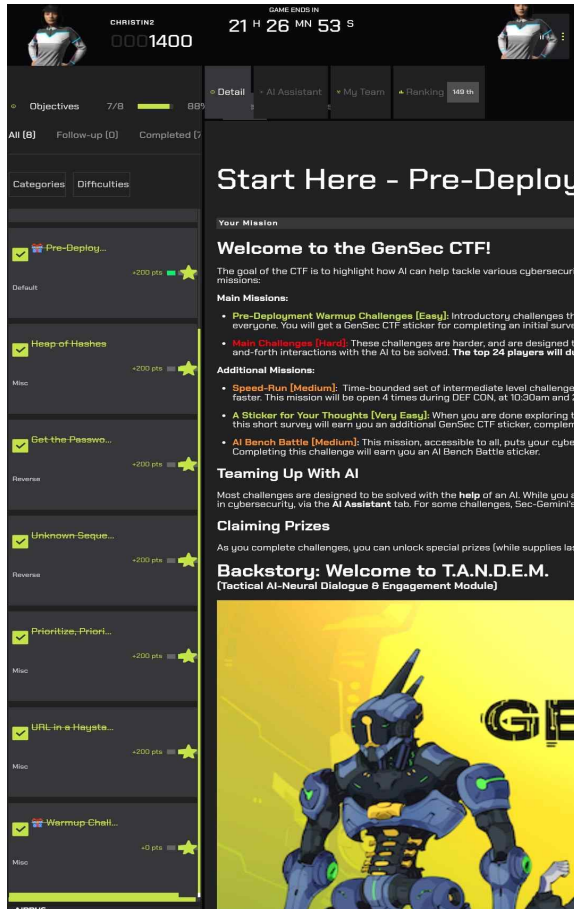 GAME ENDS IN
CHRISTIN2
21 H 26 MN 53 S
0001400
Objectives 7/8 88%
Detail AI Assistant My Team Ranking 149 th
All (8) Follow-up (0) Completed (7
Categories Difficulties
Start Here - Pre-Deploy
Your Mission
Pre-Deploy...
+200 pts
Default
Heap of Hashes
+200 pts
Misc
Get the Passwo...
+200 pts
Reverse
Unknown Seque...
+200 pts
Reverse
Prioritize, Priori...
+200 pts
Misc
URL in a Haysta...
+200 pts
Misc
Warmup Chall...
+0 pts
Misc
Welcome to the GenSec CTF!
The goal of the CTF is to highlight how AI can help tackle various cybersecuri
missions:
Main Missions:
• Pre-Deployment Warmup Challenges [Easy]: Introductory challenges th
everyone. You will get a GenSec CTF sticker for completing an initial surve
• Main Challenges [Hard]: These challenges are harder, and are designed t
and-forth interactions with the AI to be solved. The top 24 players will du
Additional Missions:
• Speed-Run [Medium]: Time-bounded set of intermediate level challenge
faster. This mission will be open 4 times during DEF CON, at 10:30am and 2
• A Sticker for Your Thoughts [Very Easy]: When you are done exploring t
this short survey will earn you an additional GenSec CTF sticker, complem
• AI Bench Battle [Medium]: This mission, accessible to all, puts your cybe
Completing this challenge will earn you an AI Bench Battle sticker.
Teaming Up With AI
Most challenges are designed to be solved with the help of an AI. While you a
in cybersecurity, via the AI Assistant tab. For some challenges, Sec-Gemini's
Claiming Prizes
As you complete challenges, you can unlock special prizes (while supplies las
Backstory: Welcome to T.A.N.D.E.M.
(Tactical AI-Neural Dialogue & Engagement Module)
GE